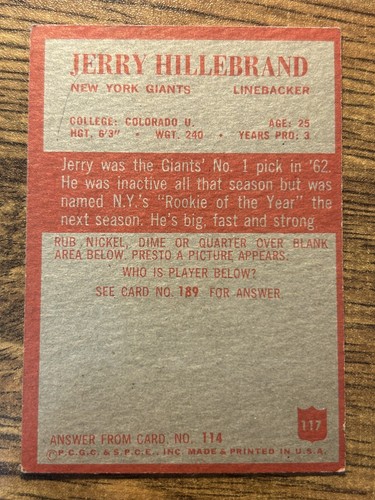 JERRY HILLEBRAND
NEW YORK GIANTS LINEBACKER
COLLEGE: COLORADO U. AGE: 25
HGT. 6'3" • WGT. 240 • YEARS PRO: 3
Jerry was the Giants' No. 1 pick in '62.
He was inactive all that season but was
named N.Y.'s "Rookie of the Year" the
next season. He's big, fast and strong.
RUB NICKEL, DIME OR QUARTER OVER BLANK
AREA BELOW. PRESTO A PICTURE APPEARS.
WHO IS PLAYER BELOW?
SEE CARD NO. 189 FOR ANSWER
117
ANSWER FROM CARD. NO. 114
© P.C.G.C. & S.P.C.E., INC. MADE & PRINTED IN U.S.A.